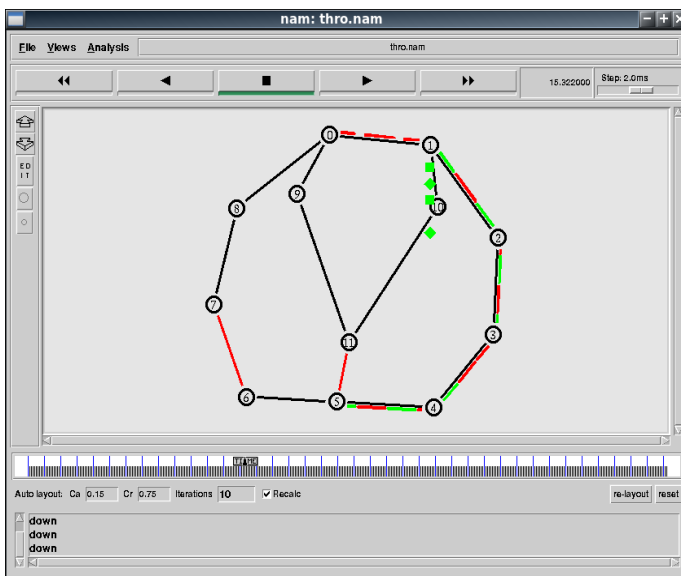 nam: thro.nam
File Views Analysis thro.nam
15.322000 Step: 2.0ms
ED
IT
0
1
9
8
10
2
7
3
11
6
5
4
TIME
Auto layout: Ca 0.15 Cr 0.75 Iterations 10 Recalc re-layout reset
down
down
down